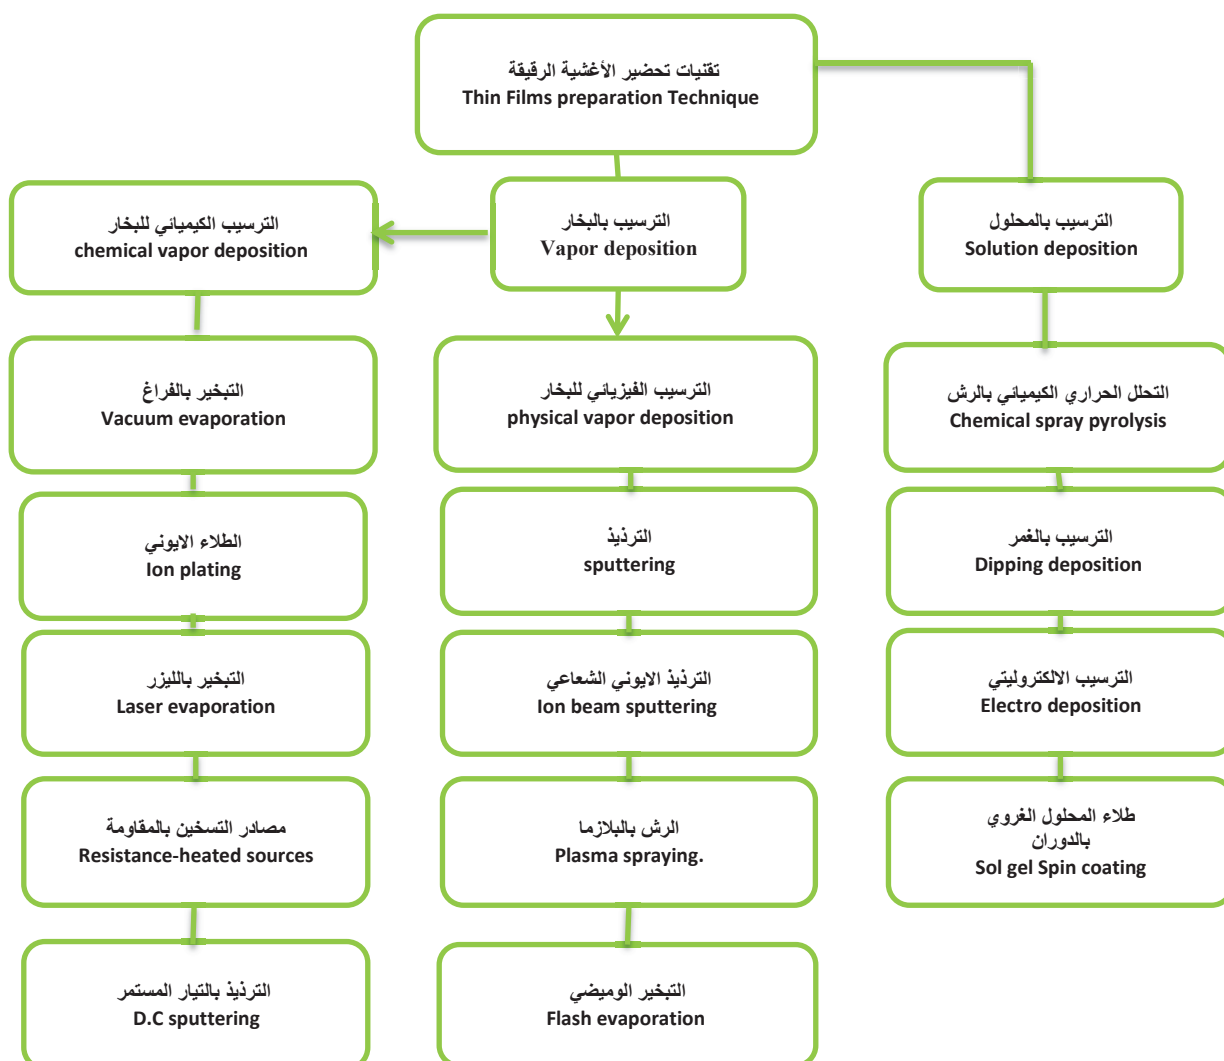 تقنيات تحضير الأغشية الرقيقة
Thin Films preparation Technique
الترسيب الكيميائي للبخار
chemical vapor deposition
الترسيب بالبخار
Vapor deposition
الترسيب بالمحلول
Solution deposition
التبخير بالفراغ
Vacuum evaporation
الترسيب الفيزيائي للبخار
physical vapor deposition
التحلل الحراري الكيميائي بالرش
Chemical spray pyrolysis
الطلاء الايوني
Ion plating
الترذيذ
sputtering
الترسيب بالغمر
Dipping deposition
التبخير بالليزر
Laser evaporation
الترذيذ الايوني الشعاعي
Ion beam sputtering
الترسيب الالكتروليتي
Electro deposition
مصادر التسخين بالمقاومة
Resistance-heated sources
الرش بالبلازما
Plasma spraying.
طلاء المحلول الغروي
بالدوران
Sol gel Spin coating
الترذيذ بالتيار المستمر
D.C sputtering
التبخير الوميضي
Flash evaporation